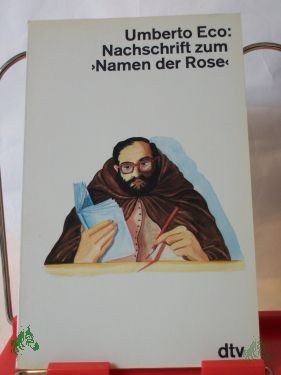 Umberto Eco:
Nachschrift zum
›Namen der Rose‹
dtv